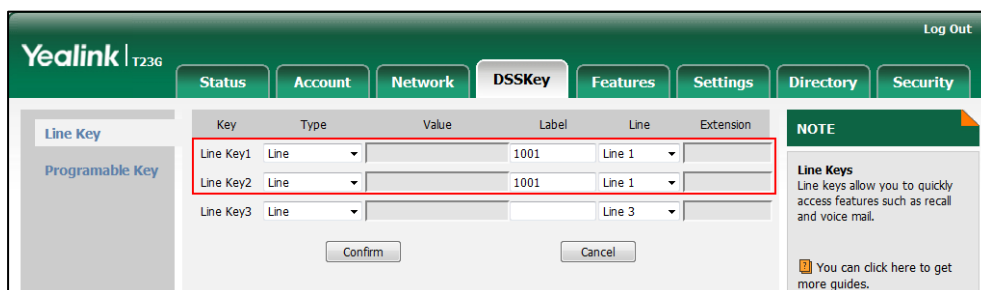 Log Out
Yealink T23G
Status Account Network DSSKey Features Settings Directory Security
Line Key
Programable Key
Key Type Value Label Line Extension
Line Key1 Line 1001 Line 1
Line Key2 Line 1001 Line 1
Line Key3 Line Line 3
Confirm Cancel
NOTE
Line Keys
Line keys allow you to quickly
access features such as recall
and voice mail.
You can click here to get
more guides.